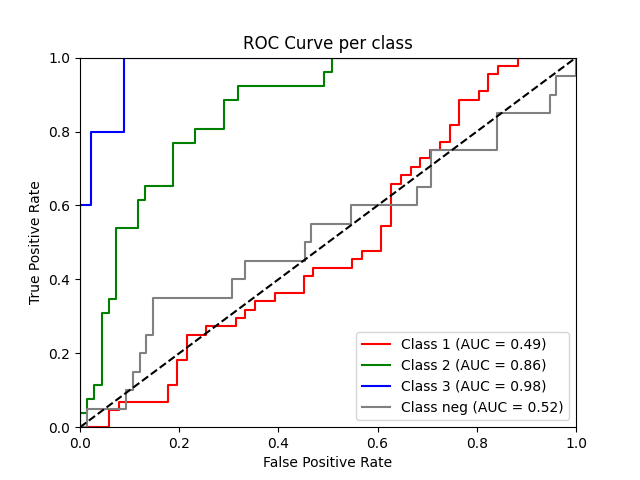 ROC Curve per class
True Positive Rate
1.0
0.8
0.6
0.4
0.2
0.0
Class 1 (AUC = 0.49)
Class 2 (AUC = 0.86)
Class 3 (AUC = 0.98)
Class neg (AUC = 0.52)
0.0 0.2 0.4 0.6 0.8 1.0
False Positive Rate